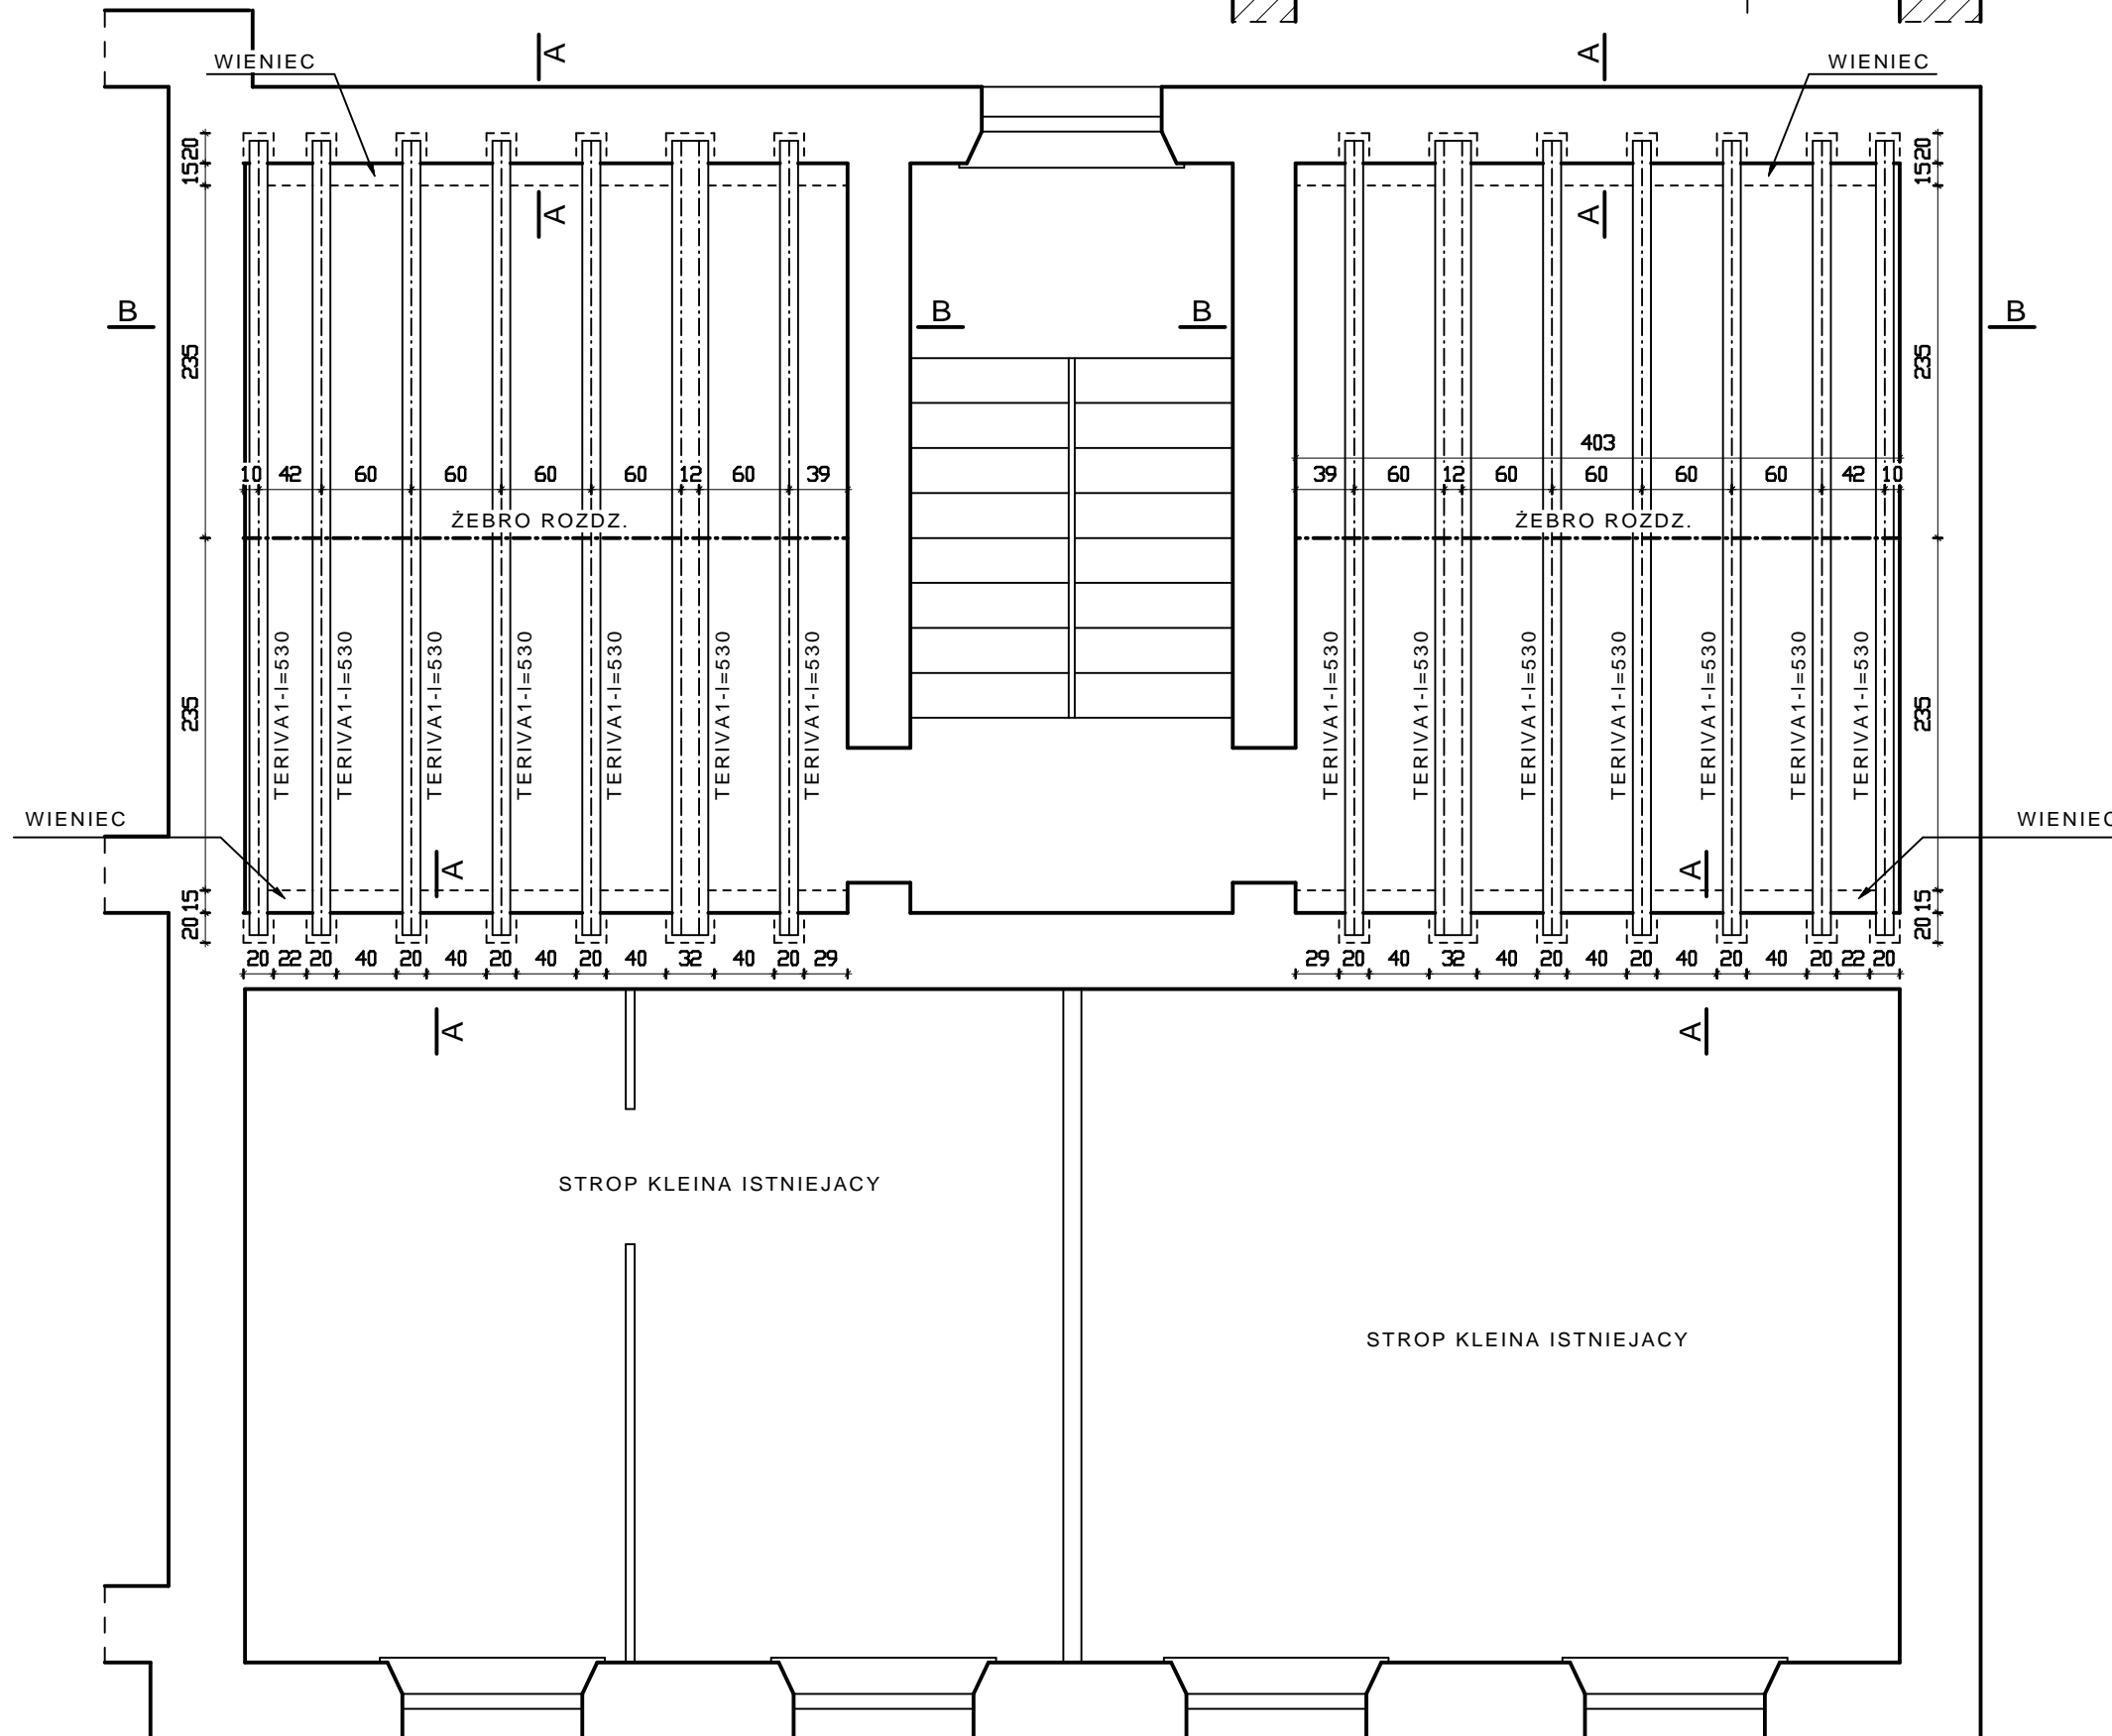 A
A
WIENIEC
WIENIEC
20
15
20
15
A
A
B
B
B
B
235
235
403
10 42 60 60 60 60 12 60 39
39 60 12 60 60 60 60 42 10
ŻEBRO ROZDZ.
ŻEBRO ROZDZ.
TERIVA1-l=530
TERIVA1-l=530
TERIVA1-l=530
TERIVA1-l=530
TERIVA1-l=530
TERIVA1-l=530
TERIVA1-l=530
TERIVA1-l=530
TERIVA1-l=530
TERIVA1-l=530
TERIVA1-l=530
TERIVA1-l=530
TERIVA1-l=530
TERIVA1-l=530
235
235
WIENIEC
WIENIEC
A
A
15
20
15
20
20 22 20 40 20 40 20 40 20 40 32 40 20 29
29 20 40 32 40 20 40 20 40 20 40 20 22 20
A
A
STROP KLEINA ISTNIEJACY
STROP KLEINA ISTNIEJACY